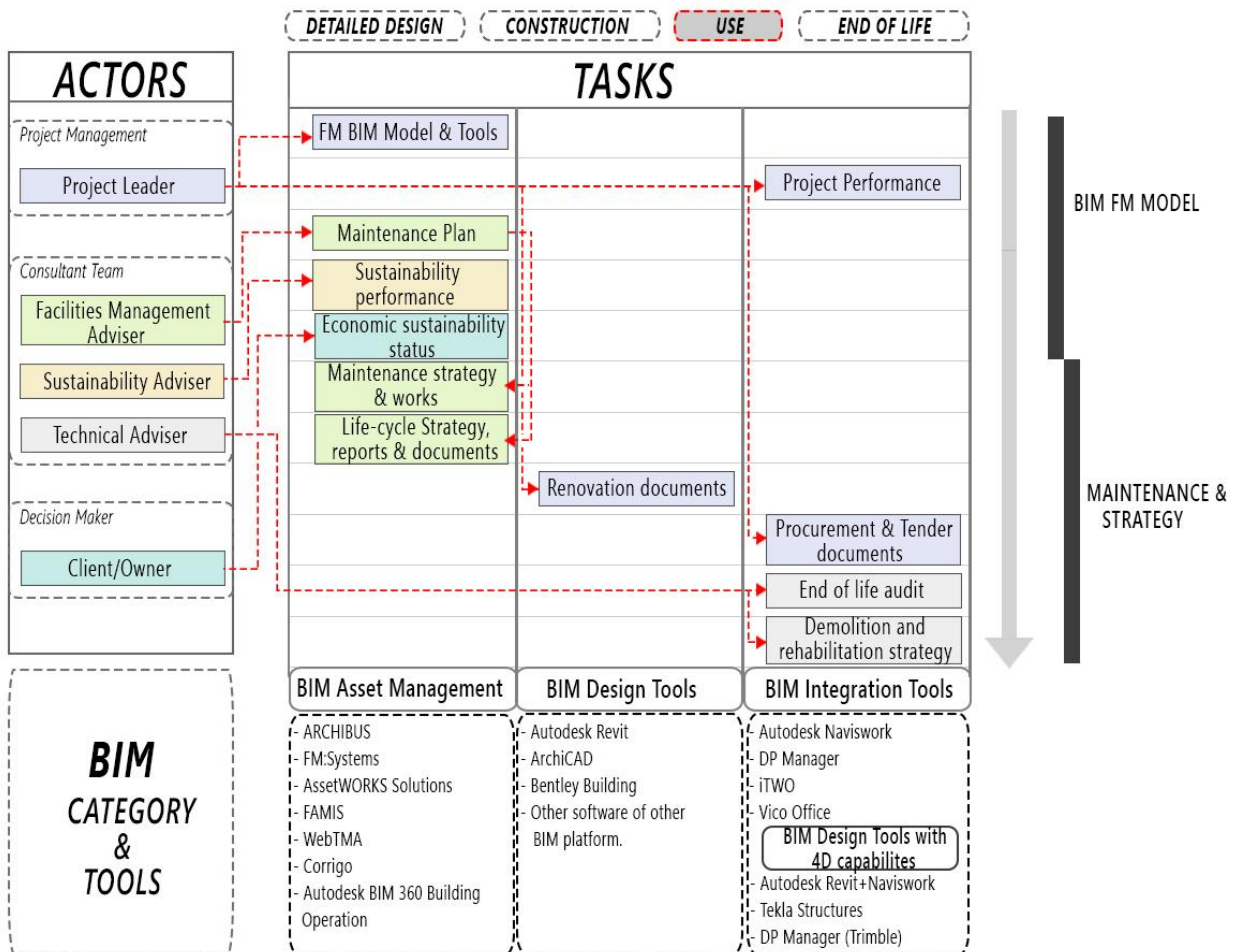 DETAILED DESIGN
CONSTRUCTION
USE
END OF LIFE
ACTORS
TASKS
Project Management
Project Leader
Consultant Team
Facilities Management
Adviser
Sustainability Adviser
Technical Adviser
Decision Maker
Client/Owner
FM BIM Model & Tools
Project Performance
Maintenance Plan
Sustainability
performance
Economic sustainability
status
Maintenance strategy
& works
Life-cycle Strategy,
reports & documents
Renovation documents
Procurement & Tender
documents
End of life audit
Demolition and
rehabilitation strategy
BIM FM MODEL
MAINTENANCE &
STRATEGY
BIM
CATEGORY
&
TOOLS
BIM Asset Management
- ARCHIBUS
- FM:Systems
- AssetWORKS Solutions
- FAMIS
- WebTMA
- Corrigo
- Autodesk BIM 360 Building
Operation
BIM Design Tools
- Autodesk Revit
- ArchiCAD
- Bentley Building
- Other software of other
BIM platform.
BIM Integration Tools
- Autodesk Naviswork
- DP Manager
- iTWO
- Vico Office
BIM Design Tools with
4D capabilites
- Autodesk Revit+Naviswork
- Tekla Structures
- DP Manager (Trimble)